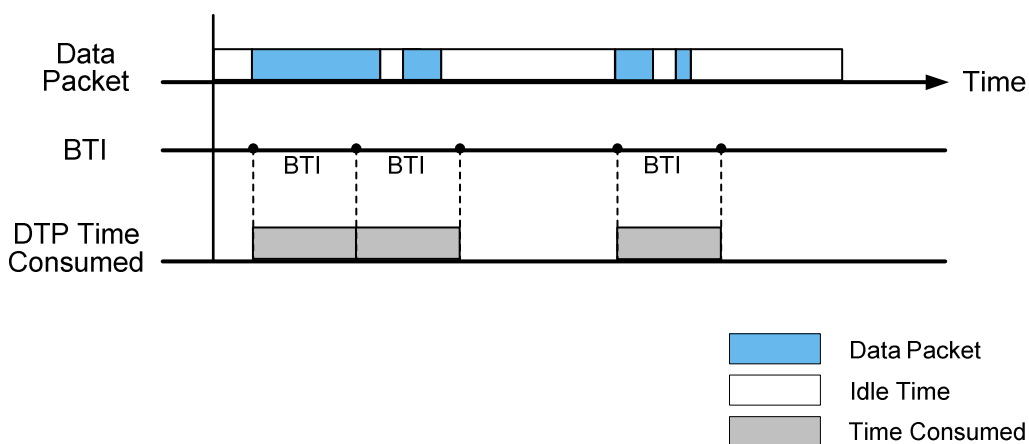 Data
Packet
Time
BTI
BTI
BTI
BTI
DTP Time
Consumed
Data Packet
Idle Time
Time Consumed